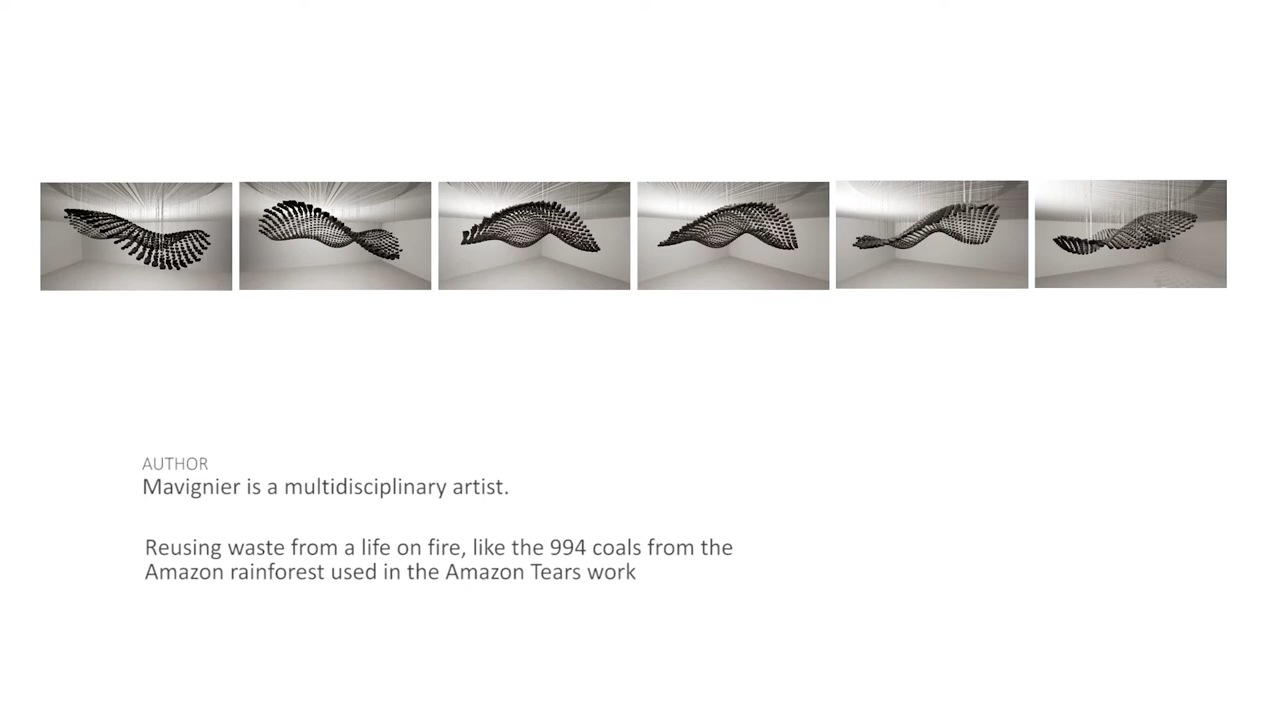 AUTHOR
Mavignier is a multidisciplinary artist.
Reusing waste from a life on fire, like the 994 coals from the
Amazon rainforest used in the Amazon Tears work